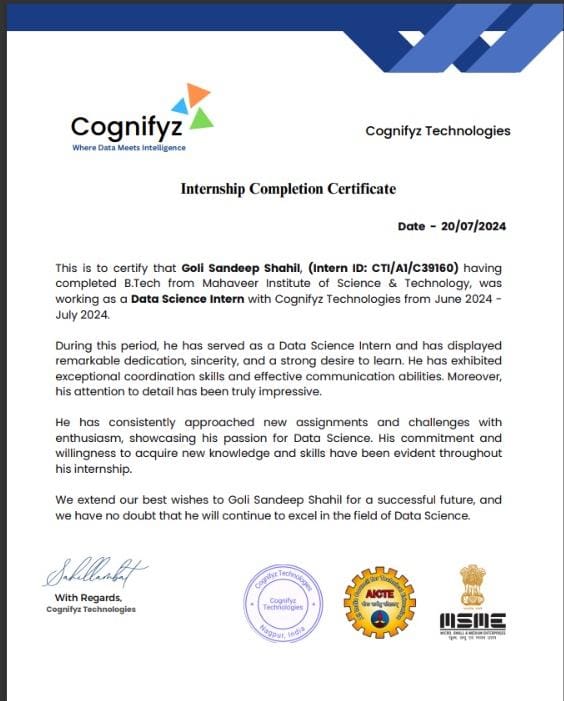 Cognifyz
Where Data Meets Intelligence
Cognifyz Technologies
Internship Completion Certificate
Date - 20/07/2024
This is to certify that Goli Sandeep Shahil, (Intern ID: CTI/A1/C39160) having
completed B.Tech from Mahaveer Institute of Science & Technology, was
working as a Data Science Intern with Cognifyz Technologies from June 2024 -
July 2024.
During this period, he has served as a Data Science Intern and has displayed
remarkable dedication, sincerity, and a strong desire to learn. He has exhibited
exceptional coordination skills and effective communication abilities. Moreover,
his attention to detail has been truly impressive.
He has consistently approached new assignments and challenges with
enthusiasm, showcasing his passion for Data Science. His commitment and
willingness to acquire new knowledge and skills have been evident throughout
his internship.
We extend our best wishes to Goli Sandeep Shahil for a successful future, and
we have no doubt that he will continue to excel in the field of Data Science.
With Regards,
Cognifyz Technologies
Cognifyz Technologies
Cognifyz
Technologies
Nagpur, India
AICTE
MSME
MICRO, SMALL & MEDIUM ENTERPRISES